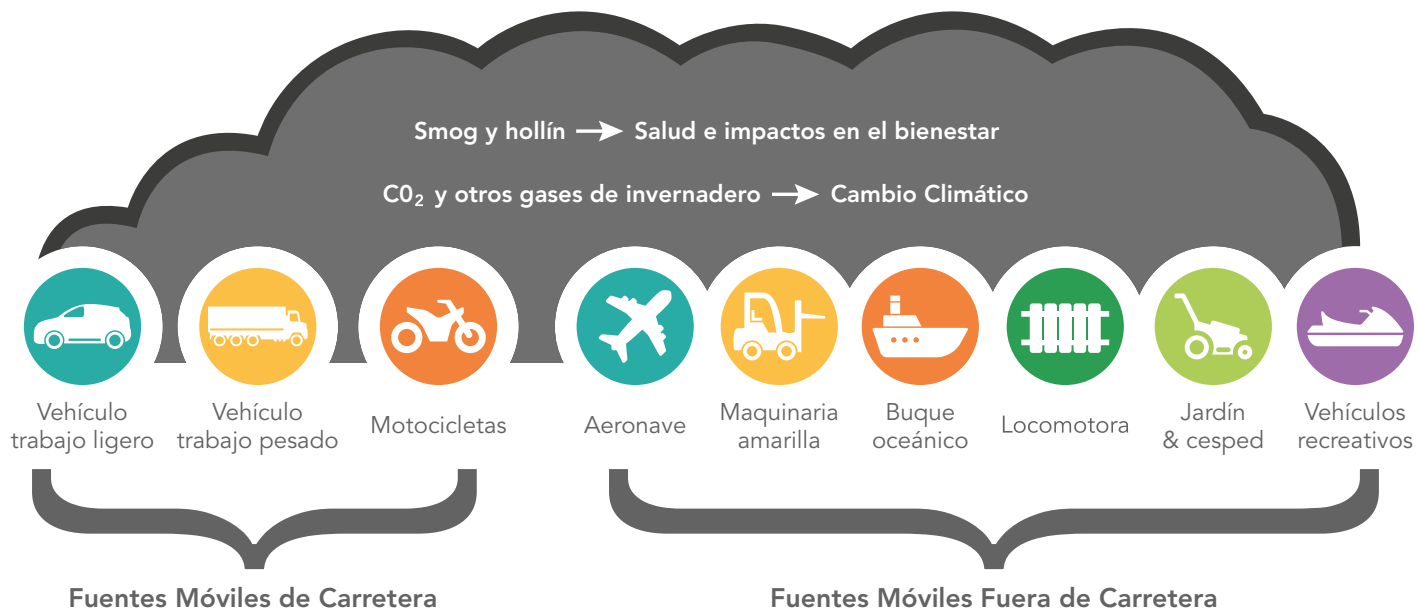 Smog y hollín → Salud e impactos en el bienestar
C0₂ y otros gases de invernadero → Cambio Climático
Vehículo
trabajo ligero
Vehículo
trabajo pesado
Motocicletas
Aeronave
Maquinaria
amarilla
Buque
oceánico
Locomotora
Jardín
& cesped
Vehículos
recreativos
Fuentes Móviles de Carretera
Fuentes Móviles Fuera de Carretera